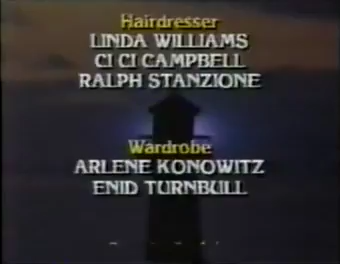 Hairdresser
LINDA WILLIAMS
CI CI CAMPBELL
RALPH STANZIONE
Wardrobe
ARLENE KONOWITZ
ENID TURNBULL